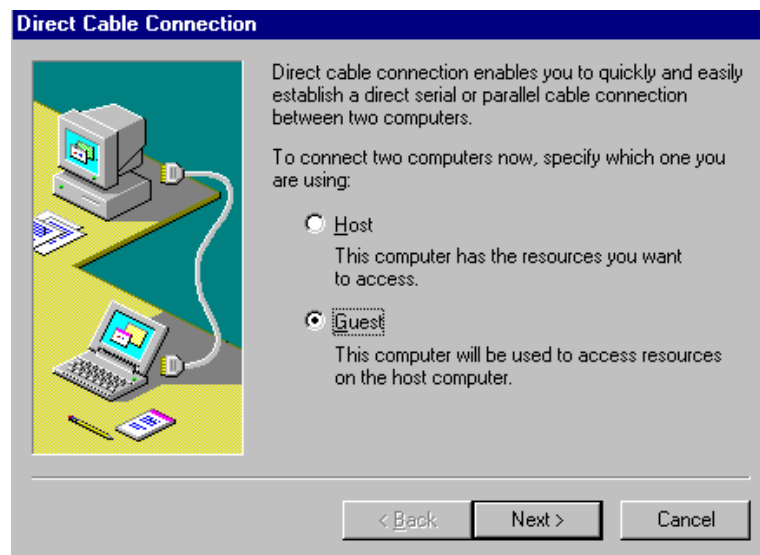 Direct Cable Connection
Direct cable connection enables you to quickly and easily
establish a direct serial or parallel cable connection
between two computers.
To connect two computers now, specify which one you
are using:
Host
This computer has the resources you want
to access.
Guest
This computer will be used to access resources
on the host computer.
< Back
Next >
Cancel